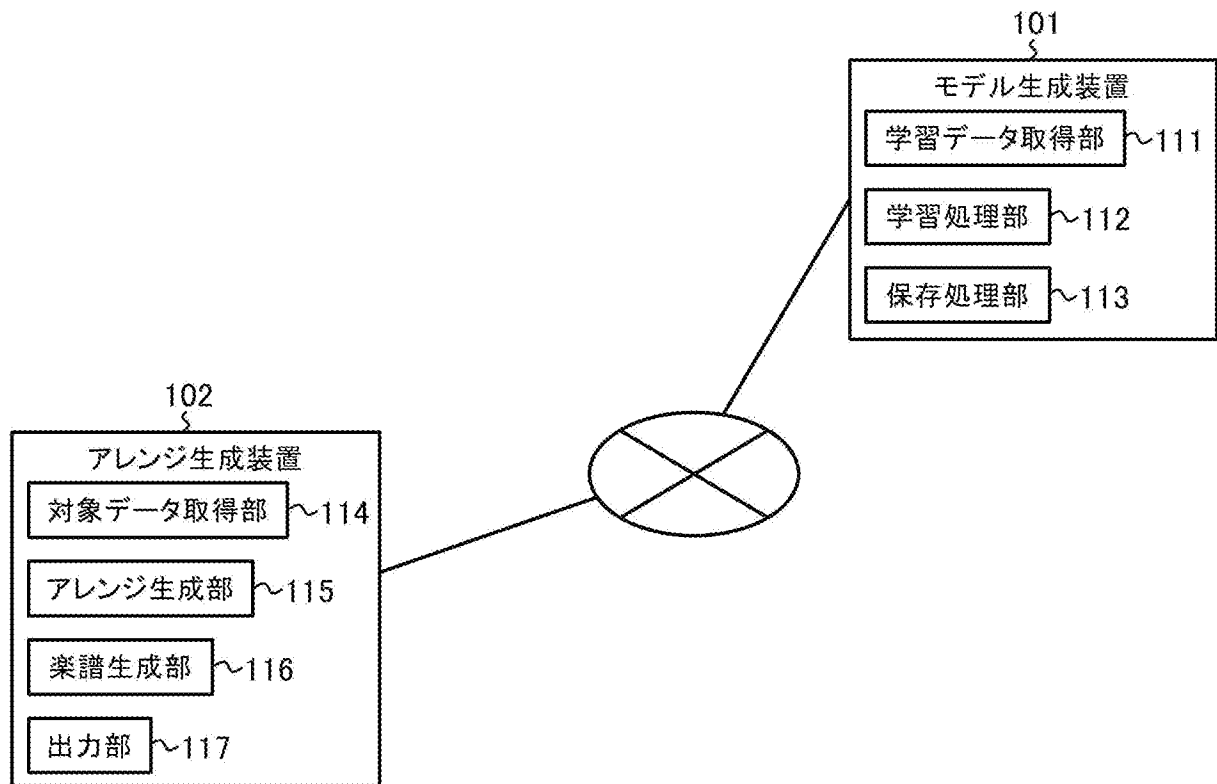 101
モデル生成装置
学習データ取得部 111
学習処理部 112
保存処理部 113
102
アレンジ生成装置
対象データ取得部 114
アレンジ生成部 115
楽譜生成部 116
出力部 117